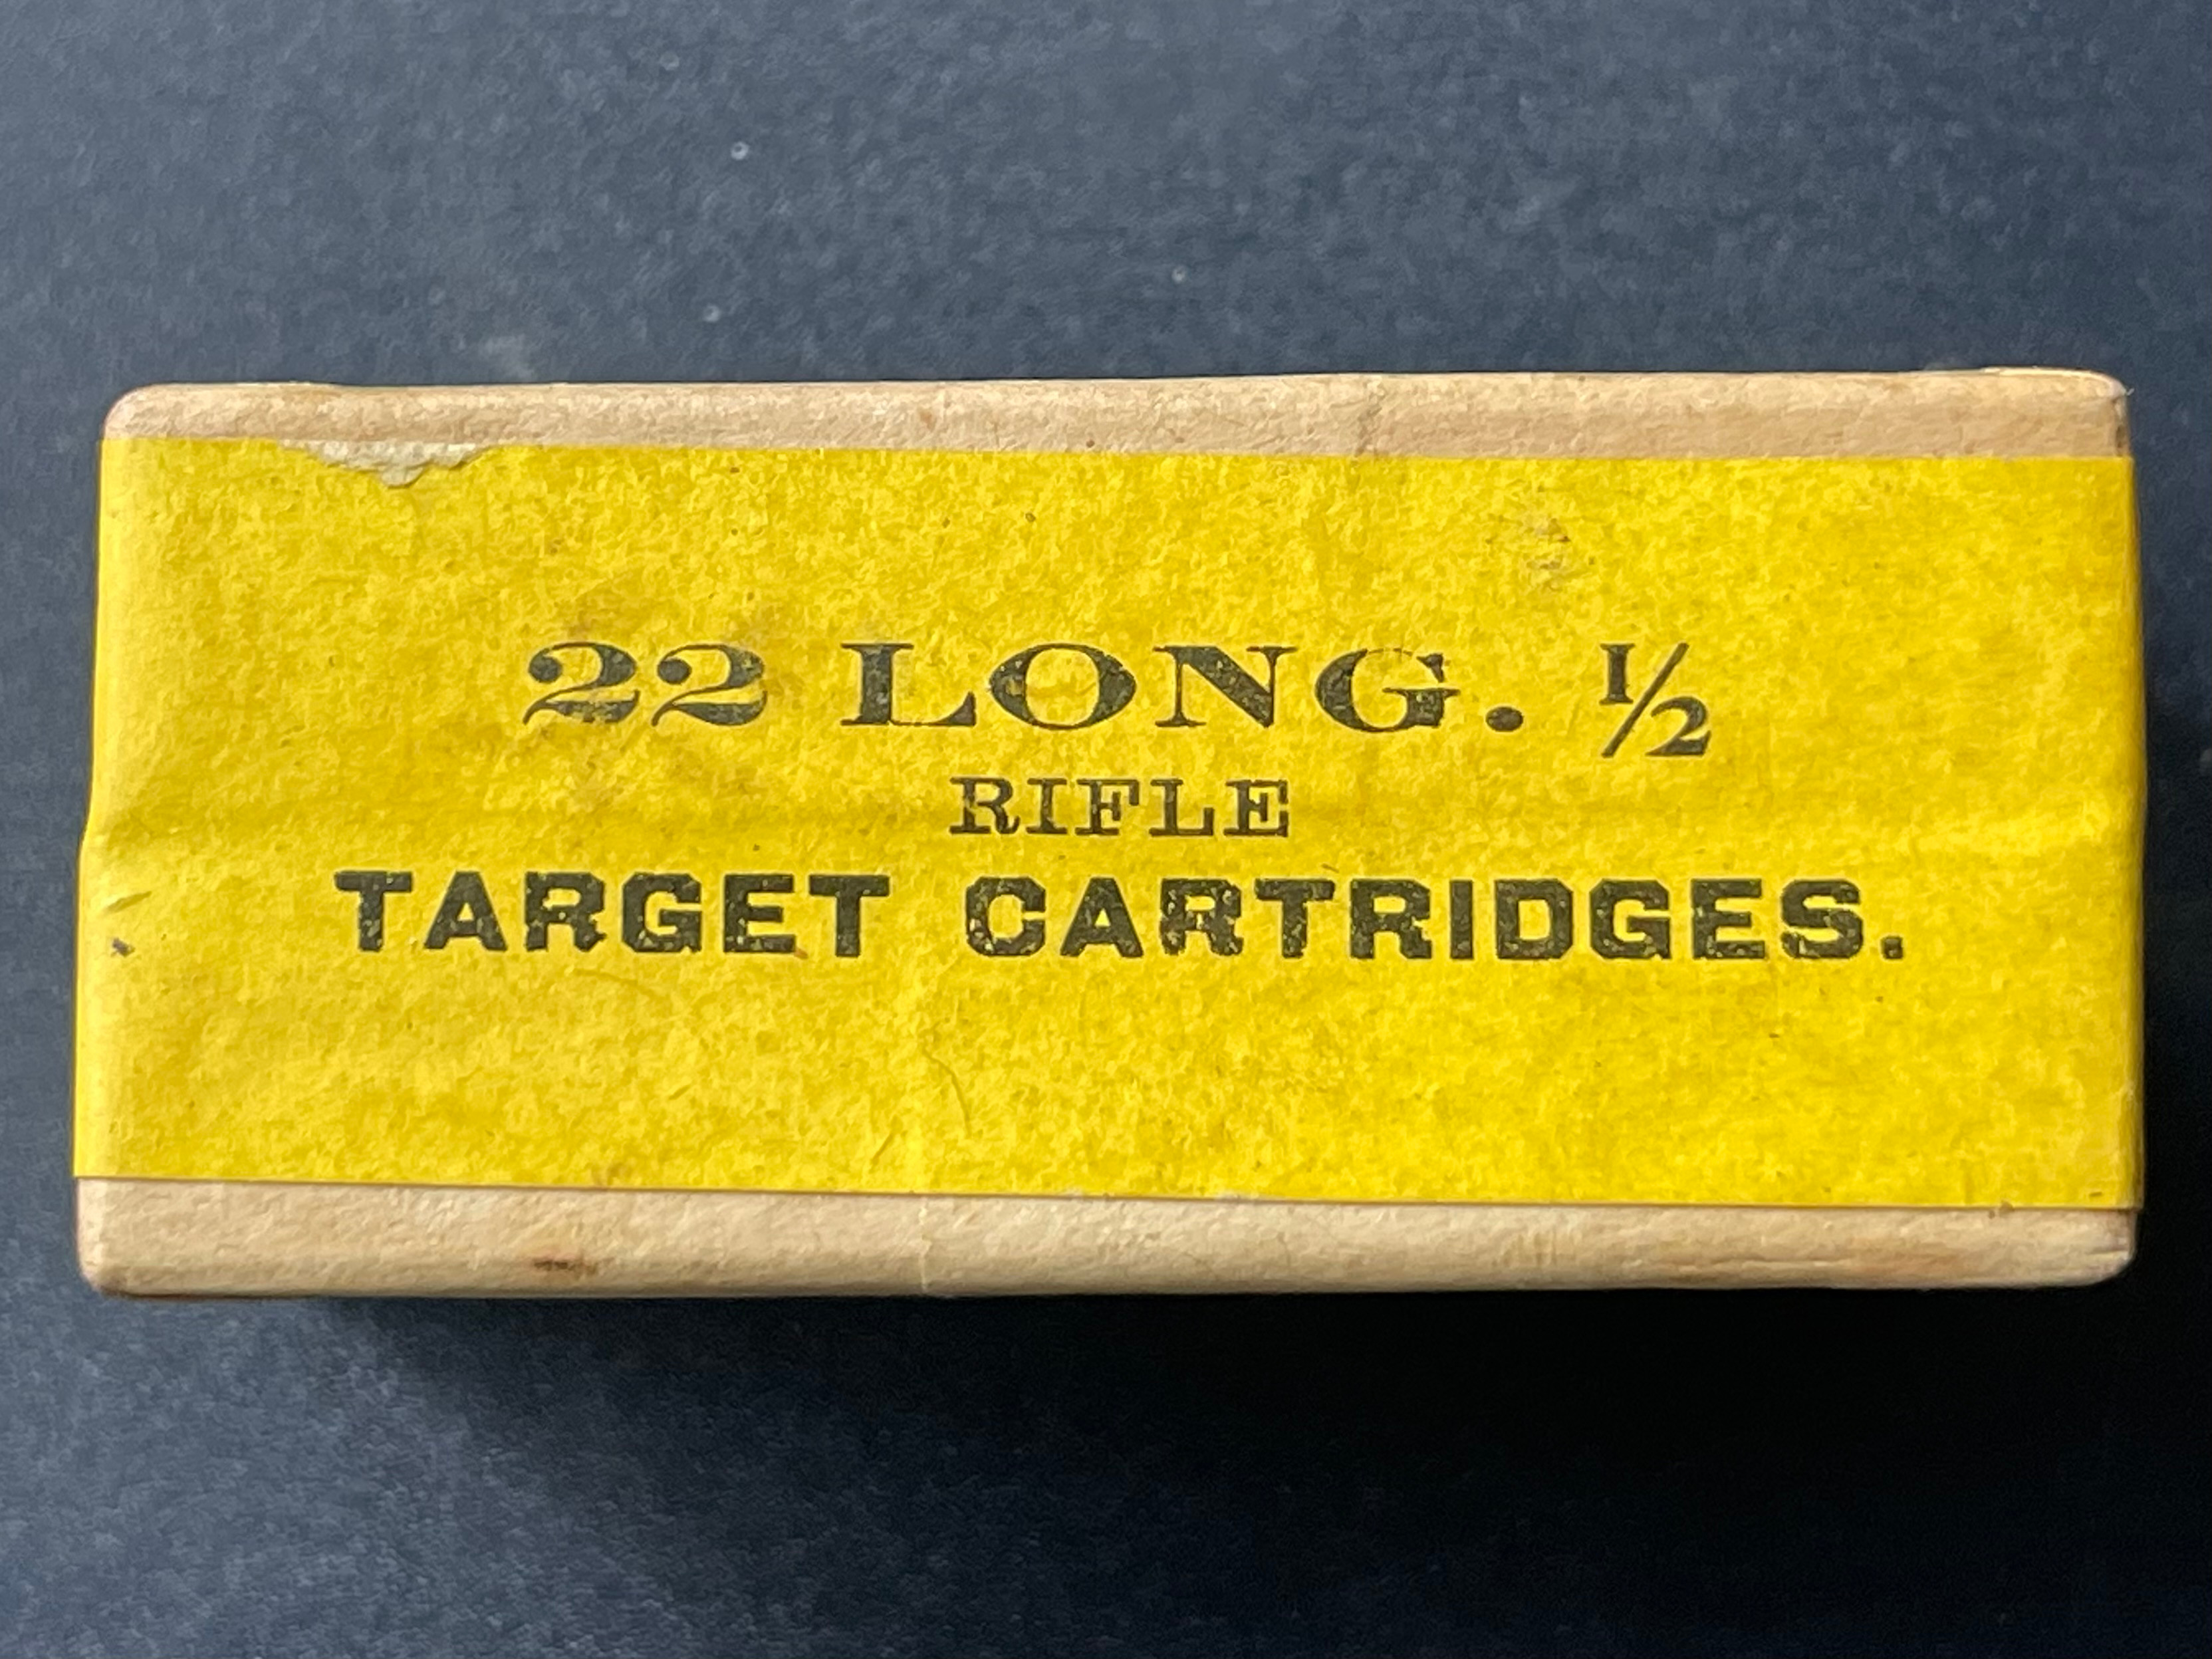 22 LONG. ½
RIFLE
TARGET CARTRIDGES.